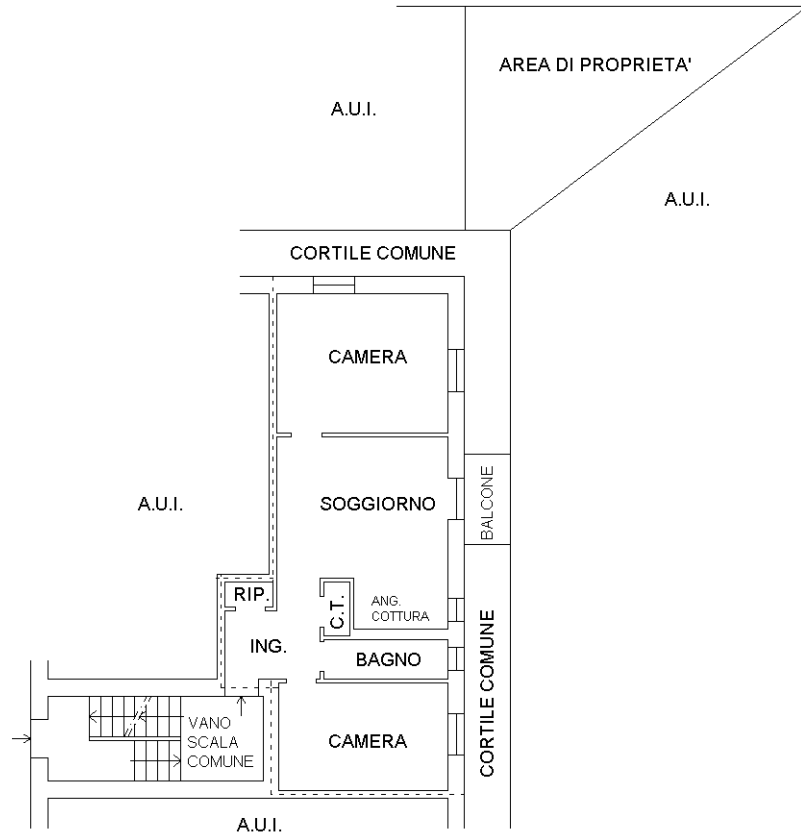 AREA DI PROPRIETA'
A.U.I.
A.U.I.
CORTILE COMUNE
CAMERA
A.U.I.
SOGGIORNO
BALCONE
RIP.
C.T.
ANG.
COTTURA
ING.
BAGNO
CORTILE COMUNE
VANO
SCALA
COMUNE
CAMERA
A.U.I.